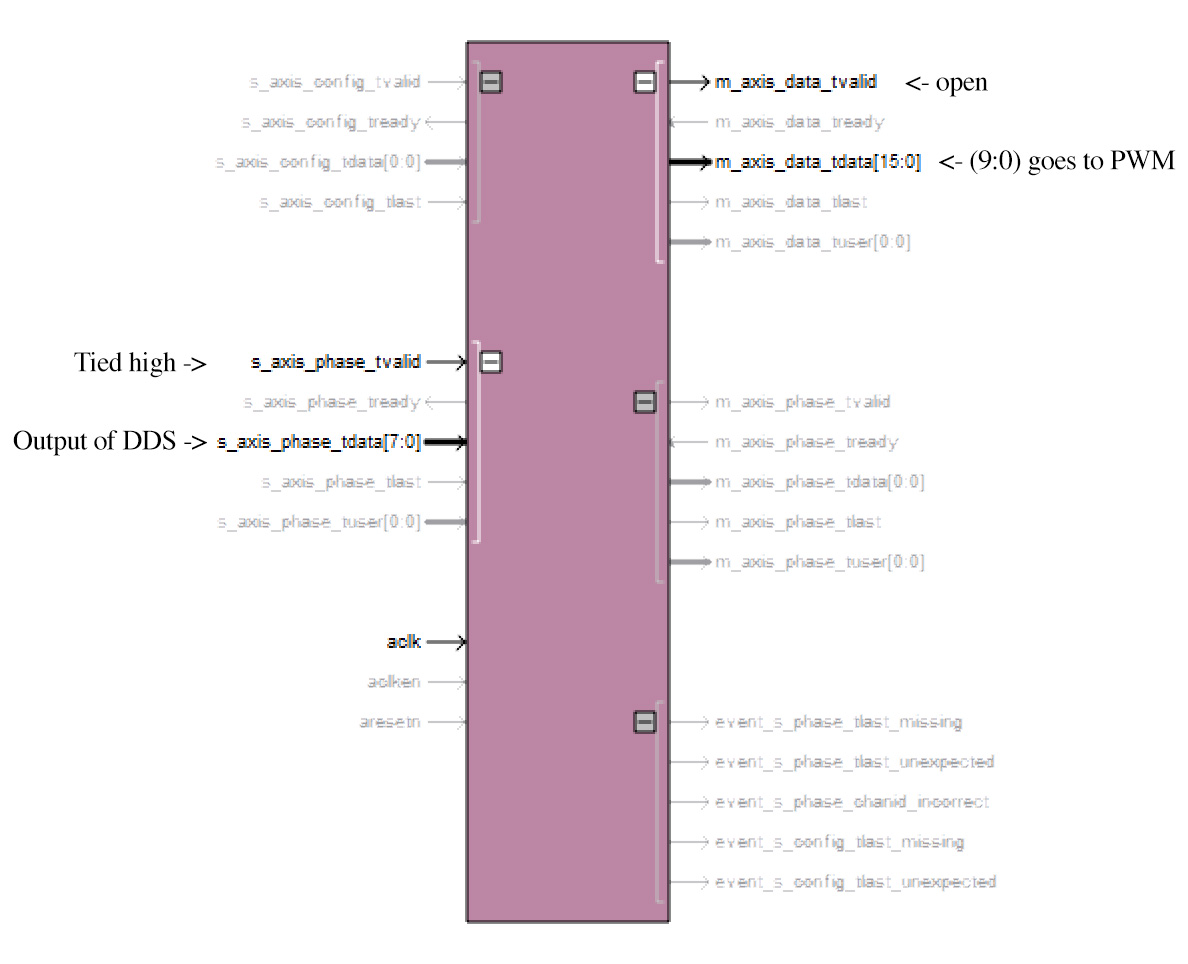 s_axis_config_tvalid
s_axis_config_tready
s_axis_config_tdata[0:0]
s_axis_config_tlast
m_axis_data_tvalid <- open
m_axis_data_tready
m_axis_data_tdata[15:0] <- (9:0) goes to PWM
m_axis_data_tlast
m_axis_data_tuser[0:0]
Tied high -> s_axis_phase_tvalid
s_axis_phase_tready
Output of DDS -> s_axis_phase_tdata[7:0]
s_axis_phase_tlast
s_axis_phase_tuser[0:0]
m_axis_phase_tvalid
m_axis_phase_tready
m_axis_phase_tdata[0:0]
m_axis_phase_tlast
m_axis_phase_tuser[0:0]
aclk
aclken
aresetn
event_s_phase_tlast_missing
event_s_phase_tlast_unexpected
event_s_phase_chanid_incorrect
event_s_config_tlast_missing
event_s_config_tlast_unexpected